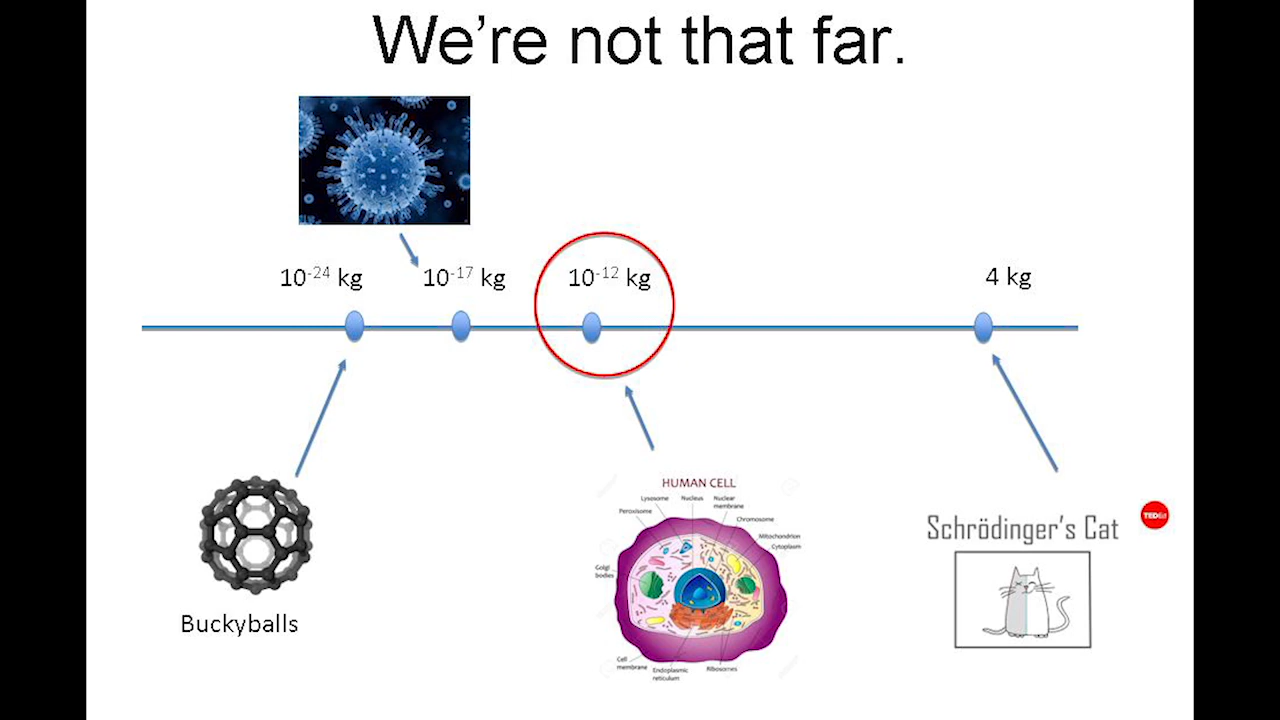 We're not that far.
10⁻²⁴ kg
10⁻¹⁷ kg
10⁻¹² kg
4 kg
HUMAN CELL
Lysosome
Nucleus
Nuclear
membrane
Peroxisome
Chromosome
Mitochondrion
Cytoplasm
Golgi
bodies
Cell
membrane
Endoplasmic
reticulum
Ribosomes
Buckyballs
Schrödinger's Cat
TEDEd